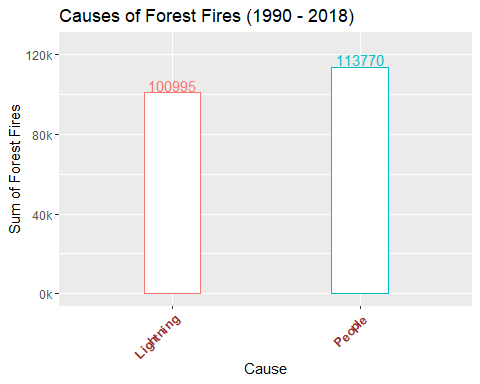 Causes of Forest Fires (1990 - 2018)
120k
80k
40k
0k
Sum of Forest Fires
100995
113770
Lightning
People
Cause